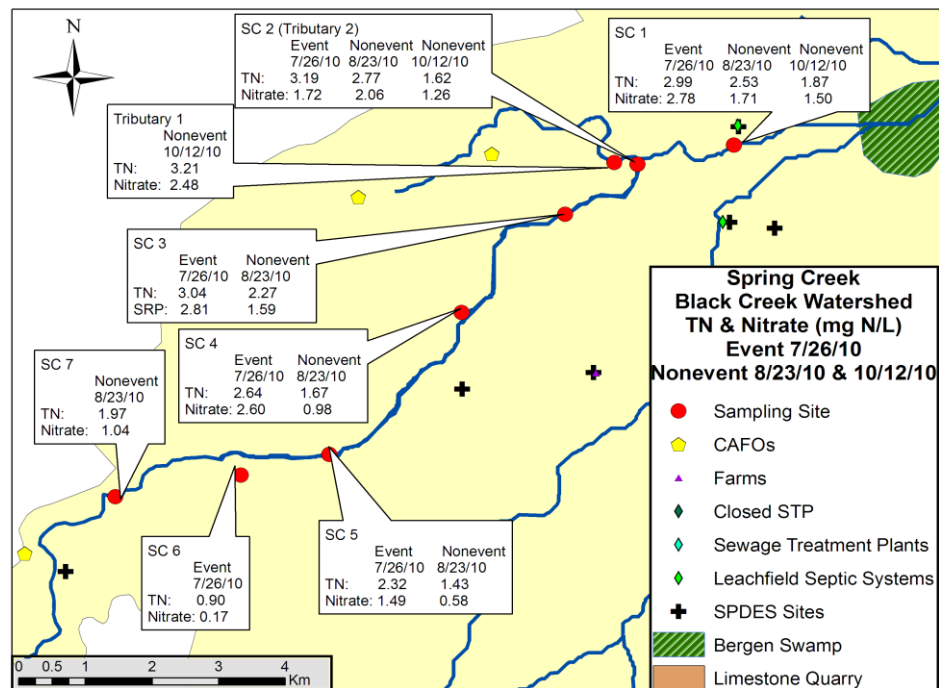 N
SC 2 (Tributary 2)
Event Nonevent Nonevent
7/26/10 8/23/10 10/12/10
TN: 3.19 2.77 1.62
Nitrate: 1.72 2.06 1.26
SC 1
Event Nonevent Nonevent
7/26/10 8/23/10 10/12/10
TN: 2.99 2.53 1.87
Nitrate: 2.78 1.71 1.50
Tributary 1
Nonevent
10/12/10
TN: 3.21
Nitrate: 2.48
SC 3
Event Nonevent
7/26/10 8/23/10
TN: 3.04 2.27
SRP: 2.81 1.59
SC 4
Event Nonevent
7/26/10 8/23/10
TN: 2.64 1.67
Nitrate: 2.60 0.98
SC 7
Nonevent
8/23/10
TN: 1.97
Nitrate: 1.04
SC 6
Event
7/26/10
TN: 0.90
Nitrate: 0.17
SC 5
Event Nonevent
7/26/10 8/23/10
TN: 2.32 1.43
Nitrate: 1.49 0.58
Spring Creek
Black Creek Watershed
TN & Nitrate (mg N/L)
Event 7/26/10
Nonevent 8/23/10 & 10/12/10
Sampling Site
CAFOs
Farms
Closed STP
Sewage Treatment Plants
Leachfield Septic Systems
SPDES Sites
Bergen Swamp
Limestone Quarry
0 0.5 1 2 3 4
Km